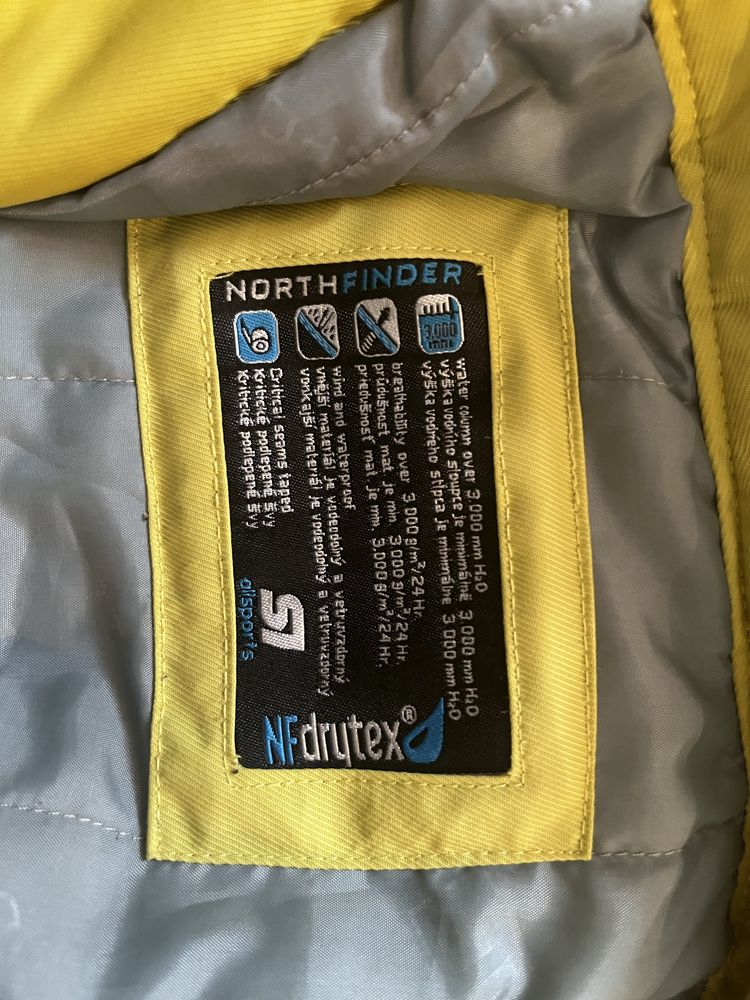 NORTHFINDER
3.000
mm
water column over 3.000 mm H₂O
výška vodního sloupce je minimálně 3.000 mm H₂O
výška vodného stĺpca je minimálne 3.000 mm H₂O
breathability over 3.000 g/m²/24 Hr.
průdušnost mat. je min. 3.000 g/m²/24 Hr.
priedušnosť mat. je min. 3.000 g/m²/24 Hr.
wind and waterproof
vnější materiál je voděodolný a větruvzdorný
vonkajší materiál je vodeodolný a vetruvzdorný
Critical seams taped
Kritické podlepené švy
Kritické podlepené švy
allsports
NFdrytex®